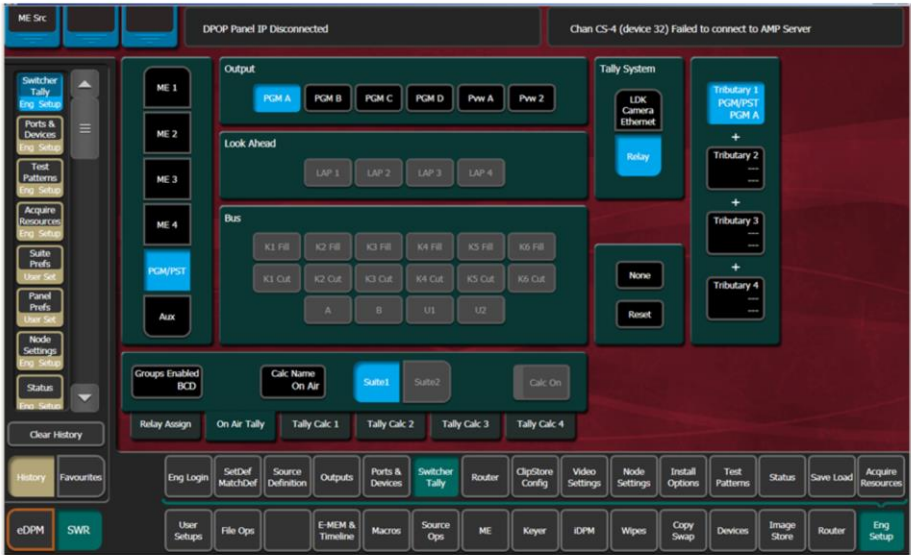 ME Src
DPOP Panel IP Disconnected
Chan CS-4 (device 32) Failed to connect to AMP Server
Switcher
Tally
Eng Setup
Ports &
Devices
Eng Setup
Test
Patterns
Eng Setup
Acquire
Resources
Eng Setup
Suite
Prefs
User Set
Panel
Prefs
User Set
Node
Settings
Eng Setup
Status
Eng Setup
Clear History
History
Favourites
eDPM
SWR
ME 1
ME 2
ME 3
ME 4
PGM/PST
Aux
Output
PGM A
PGM B
PGM C
PGM D
Pvw A
Pvw 2
Look Ahead
LAP 1
LAP 2
LAP 3
LAP 4
Bus
K1 Fill
K2 Fill
K3 Fill
K4 Fill
K5 Fill
K6 Fill
K1 Cut
K2 Cut
K3 Cut
K4 Cut
K5 Cut
K6 Cut
A
B
U1
U2
Tally System
LDK
Camera
Ethernet
Relay
None
Reset
Tributary 1
PGM/PST
PGM A
+
Tributary 2
---
---
+
Tributary 3
---
---
+
Tributary 4
---
---
Groups Enabled
BCD
Calc Name
On Air
Suite1
Suite2
Calc On
Relay Assign
On Air Tally
Tally Calc 1
Tally Calc 2
Tally Calc 3
Tally Calc 4
Eng Login
SetDef
MatchDef
Source
Definition
Outputs
Ports &
Devices
Switcher
Tally
Router
ClipStore
Config
Video
Settings
Node
Settings
Install
Options
Test
Patterns
Status
Save Load
Acquire
Resources
User
Setups
File Ops
E-MEM &
Timeline
Macros
Source
Ops
ME
Keyer
iDPM
Wipes
Copy
Swap
Devices
Image
Store
Router
Eng
Setup